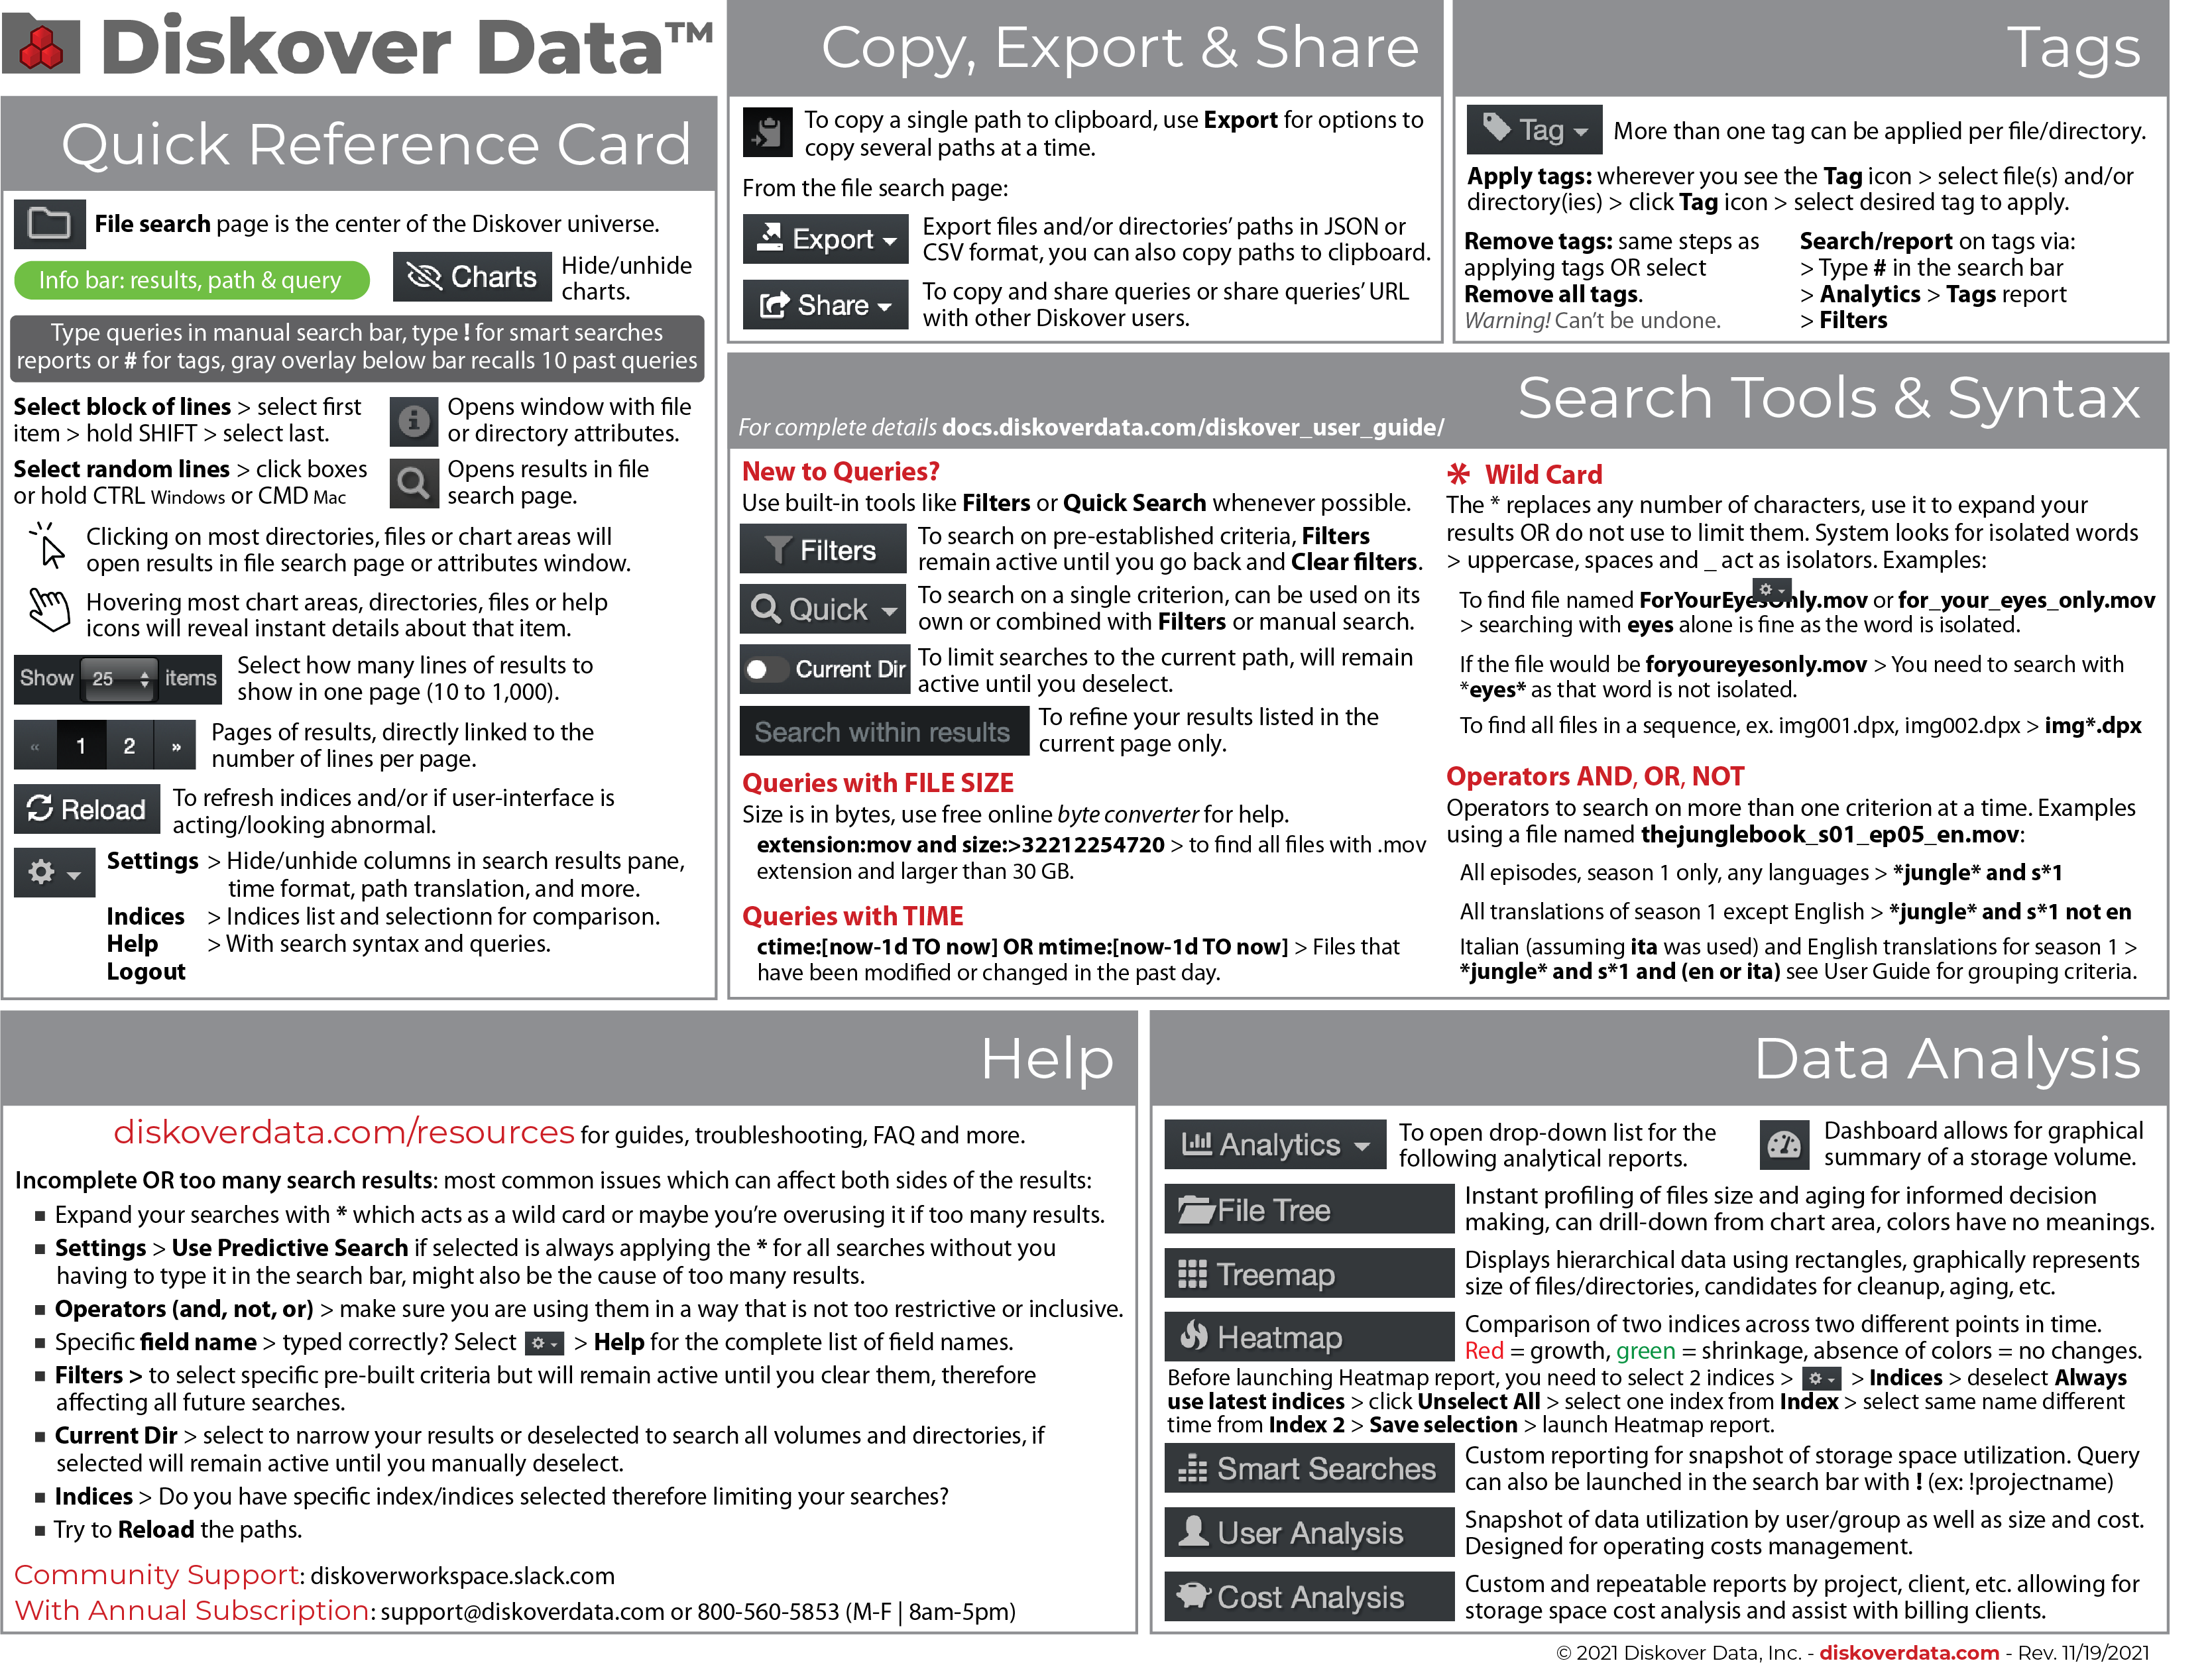 Diskover Data™
Quick Reference Card
File search page is the center of the Diskover universe.
Info bar: results, path & query
Charts
Hide/unhide
charts.
Type queries in manual search bar, type ! for smart searches
reports or # for tags, gray overlay below bar recalls 10 past queries
Select block of lines > select first
item > hold SHIFT > select last.
Opens window with file
or directory attributes.
Select random lines > click boxes
or hold CTRL Windows or CMD Mac
Opens results in file
search page.
Clicking on most directories, files or chart areas will
open results in file search page or attributes window.
Hovering most chart areas, directories, files or help
icons will reveal instant details about that item.
Show 25 items
Select how many lines of results to
show in one page (10 to 1,000).
« 1 2 »
Pages of results, directly linked to the
number of lines per page.
Reload
To refresh indices and/or if user-interface is
acting/looking abnormal.
Settings > Hide/unhide columns in search results pane,
time format, path translation, and more.
Indices > Indices list and selectionn for comparison.
Help > With search syntax and queries.
Logout
Copy, Export & Share
To copy a single path to clipboard, use Export for options to
copy several paths at a time.
From the file search page:
Export
Export files and/or directories' paths in JSON or
CSV format, you can also copy paths to clipboard.
Share
To copy and share queries or share queries' URL
with other Diskover users.
Tags
Tag
More than one tag can be applied per file/directory.
Apply tags: wherever you see the Tag icon > select file(s) and/or
directory(ies) > click Tag icon > select desired tag to apply.
Remove tags: same steps as
applying tags OR select
Remove all tags.
Warning! Can't be undone.
Search/report on tags via:
> Type # in the search bar
> Analytics > Tags report
> Filters
Search Tools & Syntax
For complete details docs.diskoverdata.com/diskover_user_guide/
New to Queries?
Use built-in tools like Filters or Quick Search whenever possible.
Filters
To search on pre-established criteria, Filters
remain active until you go back and Clear filters.
Quick
To search on a single criterion, can be used on its
own or combined with Filters or manual search.
Current Dir
To limit searches to the current path, will remain
active until you deselect.
Search within results
To refine your results listed in the
current page only.
Queries with FILE SIZE
Size is in bytes, use free online byte converter for help.
extension:mov and size:>32212254720 > to find all files with .mov
extension and larger than 30 GB.
Queries with TIME
ctime:[now-1d TO now] OR mtime:[now-1d TO now] > Files that
have been modified or changed in the past day.
* Wild Card
The * replaces any number of characters, use it to expand your
results OR do not use to limit them. System looks for isolated words
> uppercase, spaces and _ act as isolators. Examples:
To find file named ForYourEyesOnly.mov or for_your_eyes_only.mov
> searching with eyes alone is fine as the word is isolated.
If the file would be foryoureyesonly.mov > You need to search with
*eyes* as that word is not isolated.
To find all files in a sequence, ex. img001.dpx, img002.dpx > img*.dpx
Operators AND, OR, NOT
Operators to search on more than one criterion at a time. Examples
using a file named thejunglebook_s01_ep05_en.mov:
All episodes, season 1 only, any languages > *jungle* and s*1
All translations of season 1 except English > *jungle* and s*1 not en
Italian (assuming ita was used) and English translations for season 1 >
*jungle* and s*1 and (en or ita) see User Guide for grouping criteria.
Help
diskoverdata.com/resources for guides, troubleshooting, FAQ and more.
Incomplete OR too many search results: most common issues which can affect both sides of the results:
▪ Expand your searches with * which acts as a wild card or maybe you're overusing it if too many results.
▪ Settings > Use Predictive Search if selected is always applying the * for all searches without you
having to type it in the search bar, might also be the cause of too many results.
▪ Operators (and, not, or) > make sure you are using them in a way that is not too restrictive or inclusive.
▪ Specific field name > typed correctly? Select > Help for the complete list of field names.
▪ Filters > to select specific pre-built criteria but will remain active until you clear them, therefore
affecting all future searches.
▪ Current Dir > select to narrow your results or deselected to search all volumes and directories, if
selected will remain active until you manually deselect.
▪ Indices > Do you have specific index/indices selected therefore limiting your searches?
▪ Try to Reload the paths.
Community Support: diskoverworkspace.slack.com
With Annual Subscription: support@diskoverdata.com or 800-560-5853 (M-F | 8am-5pm)
Data Analysis
Analytics
To open drop-down list for the
following analytical reports.
Dashboard allows for graphical
summary of a storage volume.
File Tree
Instant profiling of files size and aging for informed decision
making, can drill-down from chart area, colors have no meanings.
Treemap
Displays hierarchical data using rectangles, graphically represents
size of files/directories, candidates for cleanup, aging, etc.
Heatmap
Comparison of two indices across two different points in time.
Red = growth, green = shrinkage, absence of colors = no changes.
Before launching Heatmap report, you need to select 2 indices > > Indices > deselect Always
use latest indices > click Unselect All > select one index from Index > select same name different
time from Index 2 > Save selection > launch Heatmap report.
Smart Searches
Custom reporting for snapshot of storage space utilization. Query
can also be launched in the search bar with ! (ex: !projectname)
User Analysis
Snapshot of data utilization by user/group as well as size and cost.
Designed for operating costs management.
Cost Analysis
Custom and repeatable reports by project, client, etc. allowing for
storage space cost analysis and assist with billing clients.
© 2021 Diskover Data, Inc. - diskoverdata.com - Rev. 11/19/2021